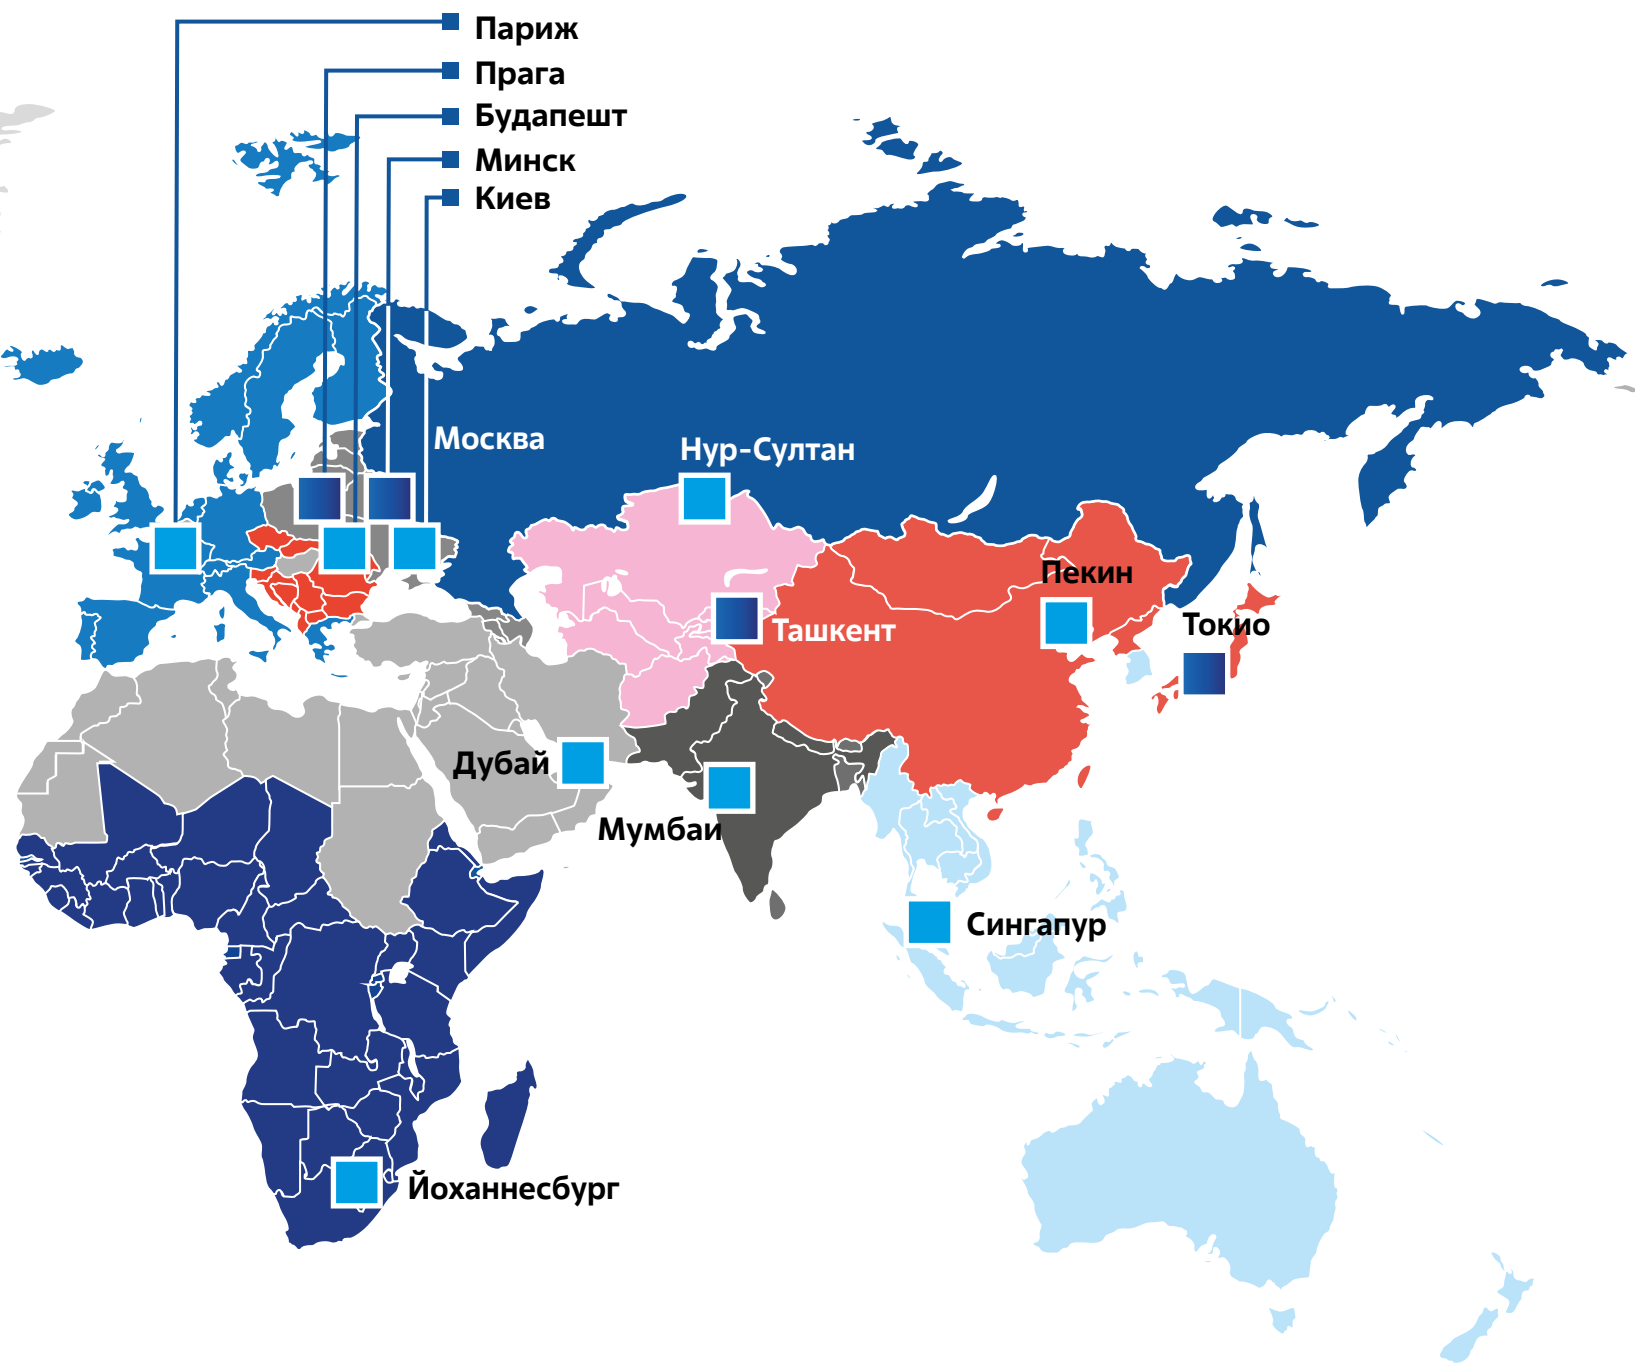 Париж
Прага
Будапешт
Минск
Киев
Москва
Нур-Султан
Пекин
Токио
Ташкент
Дубай
Мумбаи
Сингапур
Йоханнесбург